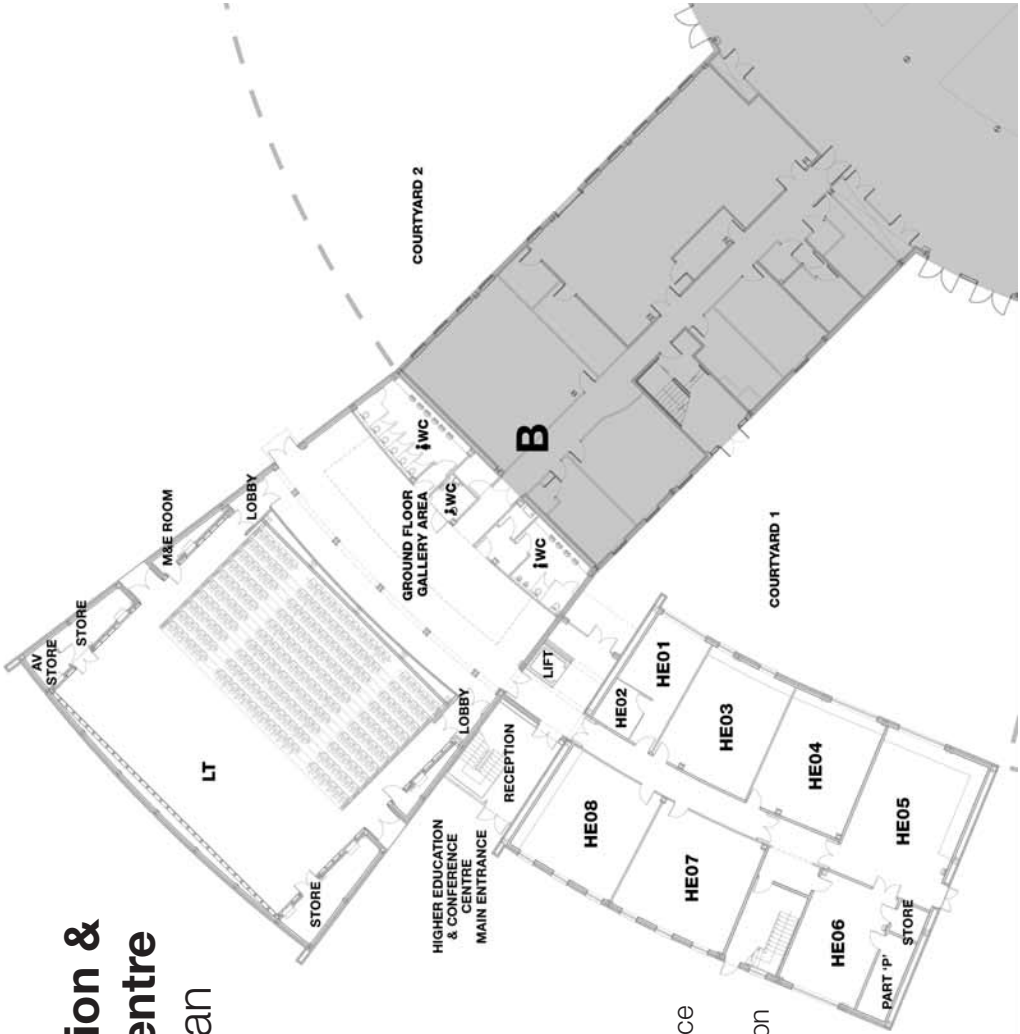 ion &
entre
an
COURTYARD 2
B
WC
WC
WC
GROUND FLOOR
GALLERY AREA
LOBBY
M&E ROOM
STORE
AV
STORE
LT
STORE
LOBBY
LIFT
RECEPTION
HIGHER EDUCATION
& CONFERENCE
CENTRE
MAIN ENTRANCE
COURTYARD 1
HE01
HE02
HE03
HE04
HE05
HE06
HE07
HE08
STORE
PART 'P'
ce
on